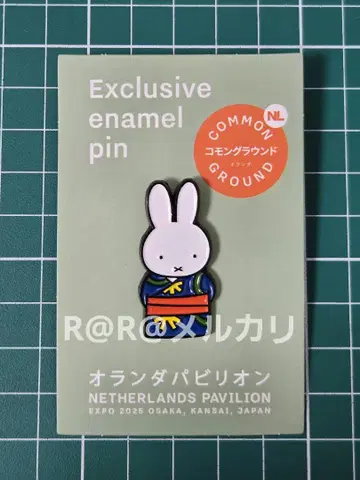 Exclusive
enamel
pin
NL
COMMON
コモングラウンド
オランダ
GROUND
R@R@メルカリ
オランダパビリオン
NETHERLANDS PAVILION
EXPO 2025 OSAKA, KANSAI, JAPAN